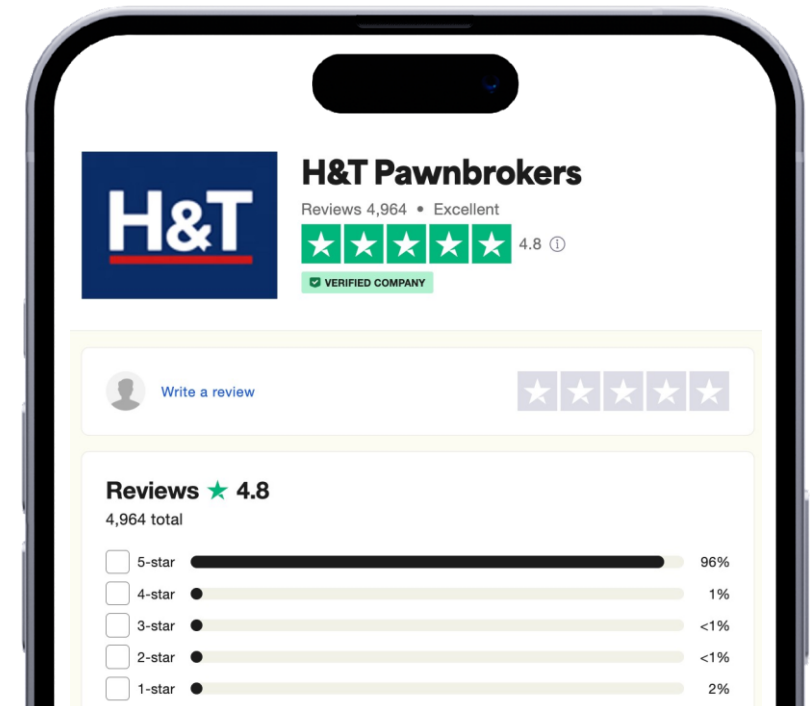 H&T
H&T Pawnbrokers
Reviews 4,964 • Excellent
4.8
VERIFIED COMPANY
Write a review
Reviews ★ 4.8
4,964 total
5-star 96%
4-star 1%
3-star <1%
2-star <1%
1-star 2%